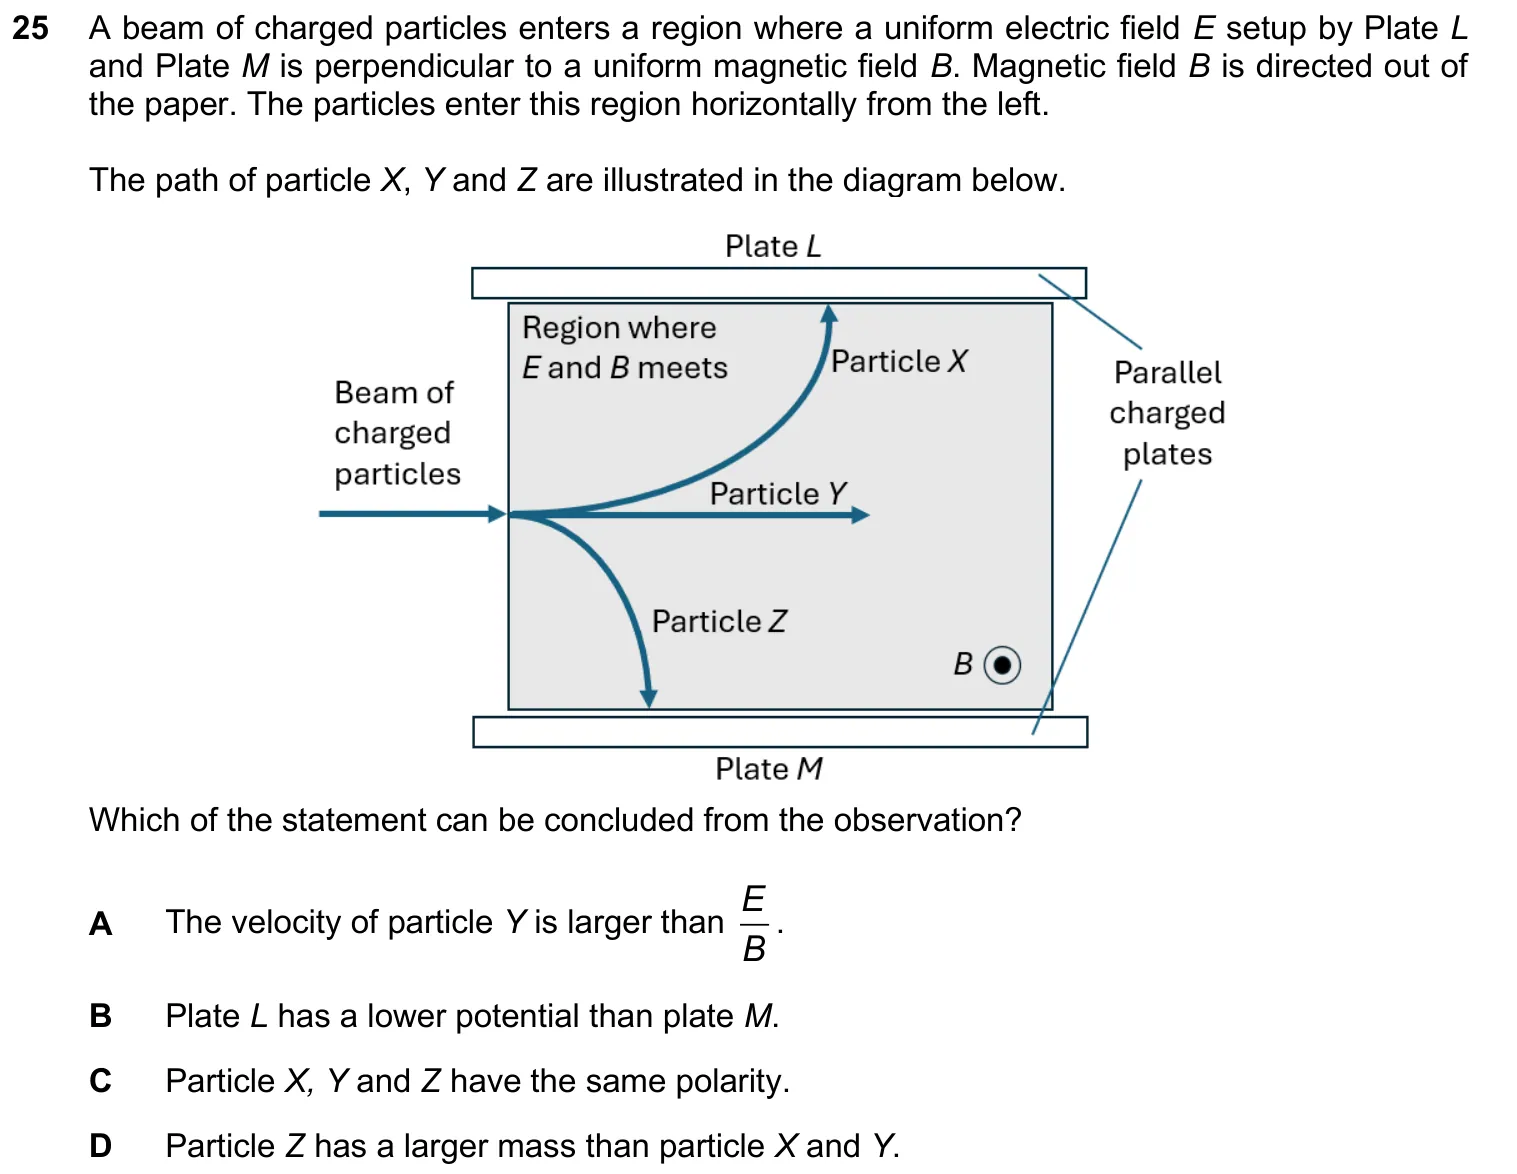 25 A beam of charged particles enters a region where a uniform electric field E setup by Plate L
and Plate M is perpendicular to a uniform magnetic field B. Magnetic field B is directed out of
the paper. The particles enter this region horizontally from the left.
The path of particle X, Y and Z are illustrated in the diagram below.
Plate L
Region where
E and B meets
Particle X
Beam of
charged
particles
Parallel
charged
plates
Particle Y
Particle Z
B
Plate M
Which of the statement can be concluded from the observation?
A The velocity of particle Y is larger than E/B.
B Plate L has a lower potential than plate M.
C Particle X, Y and Z have the same polarity.
D Particle Z has a larger mass than particle X and Y.